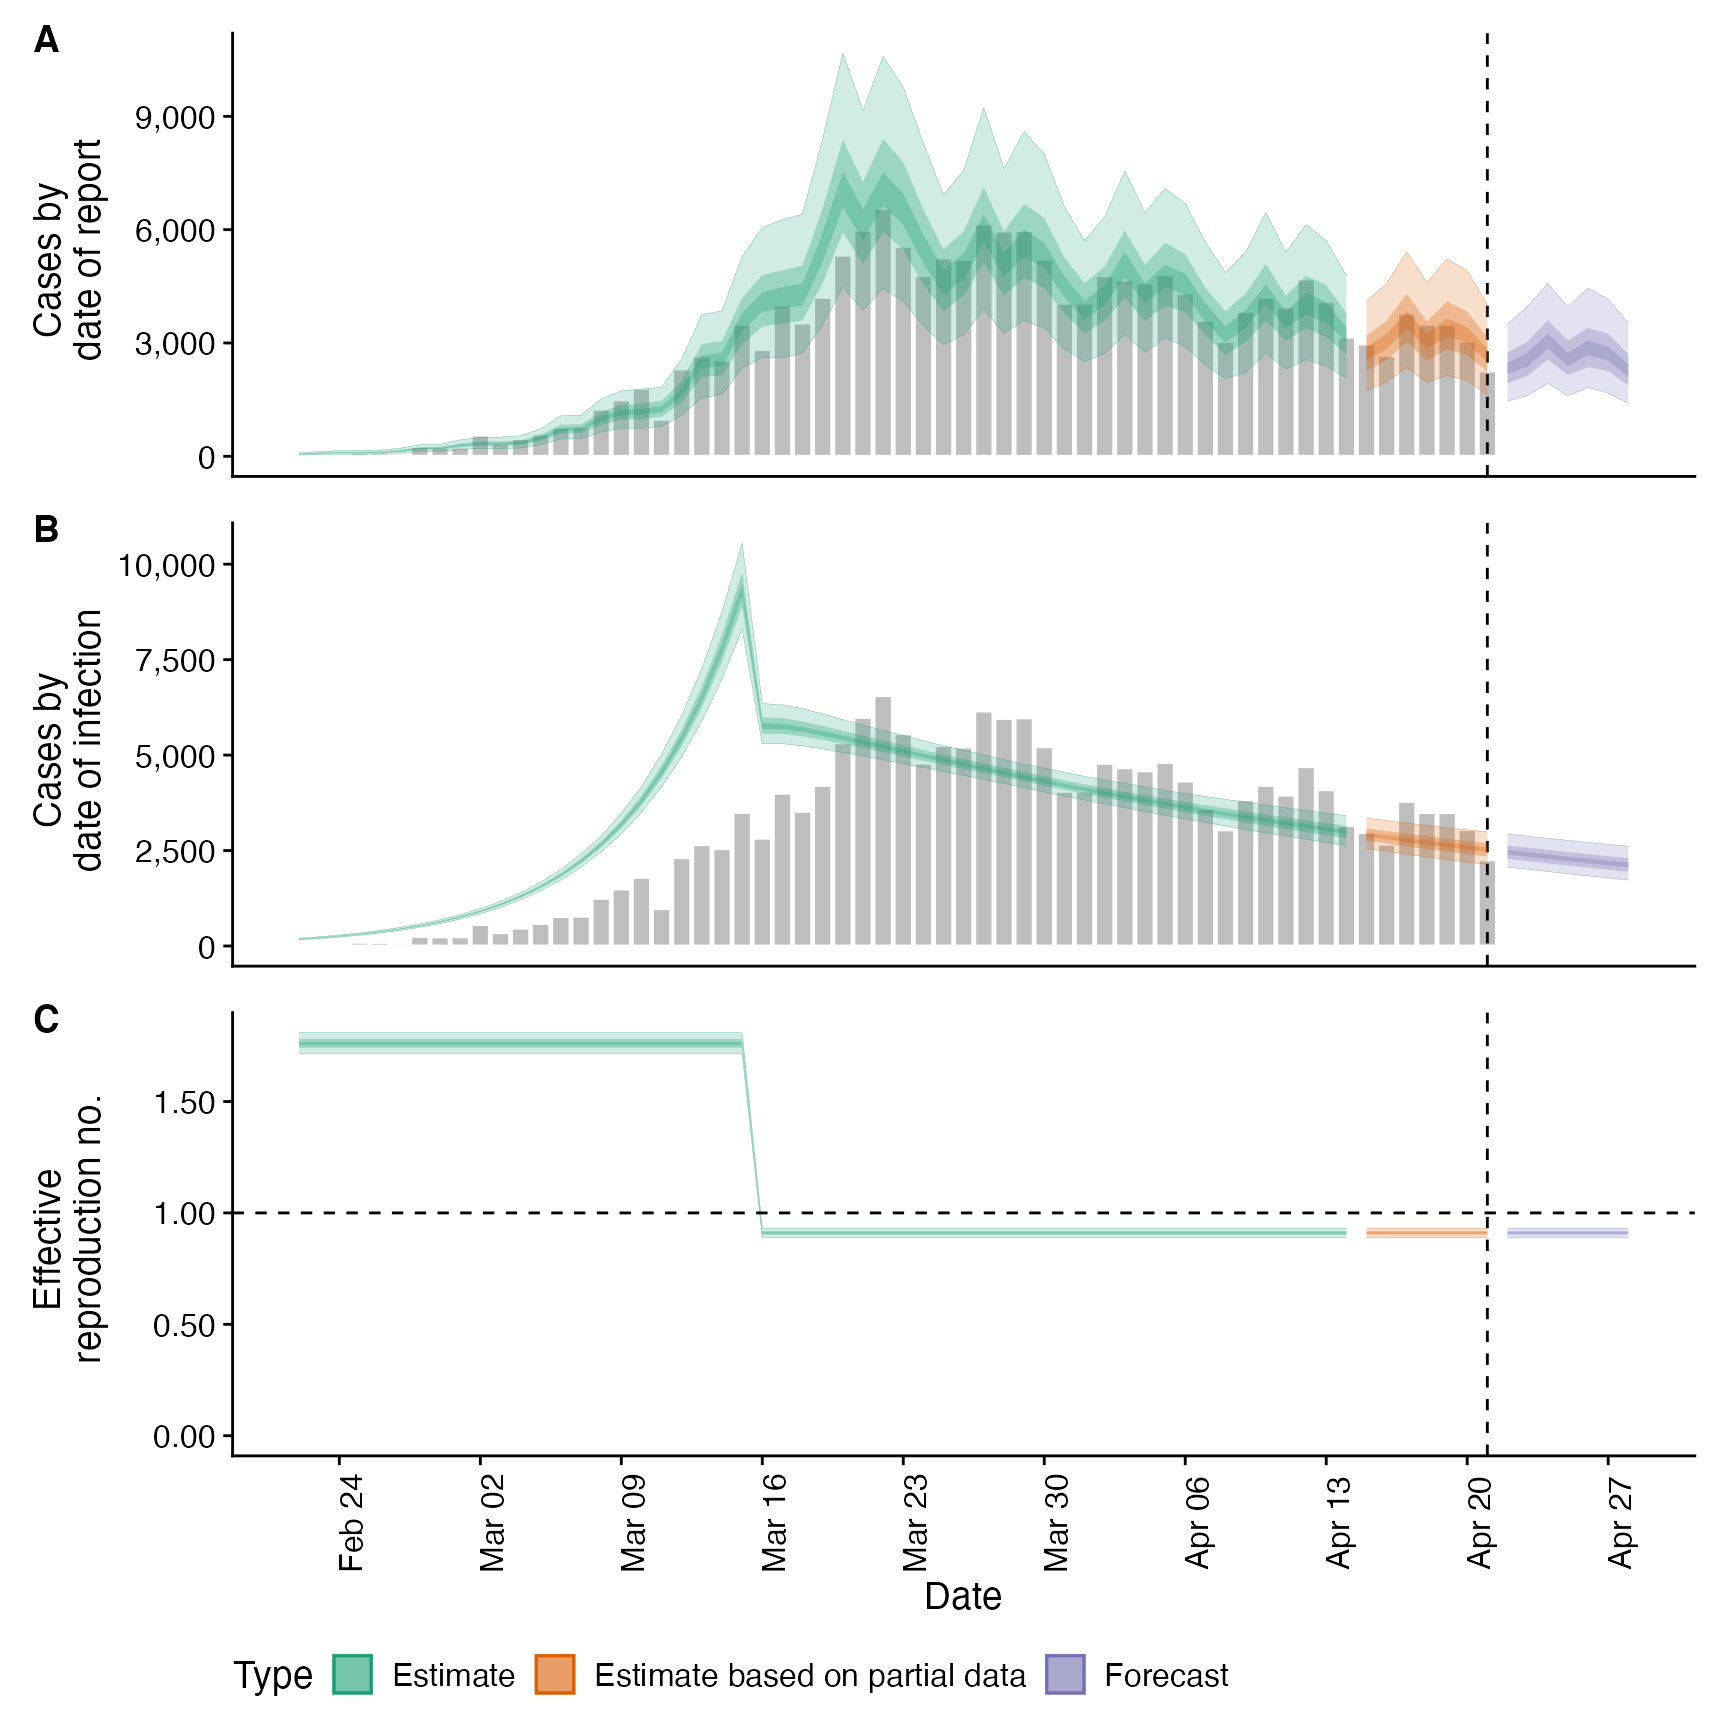 A
Cases by
date of report
9,000
6,000
3,000
0
B
Cases by
date of infection
10,000
7,500
5,000
2,500
0
C
Effective
reproduction no.
1.50
1.00
0.50
0.00
Feb 24
Mar 02
Mar 09
Mar 16
Mar 23
Mar 30
Apr 06
Apr 13
Apr 20
Apr 27
Date
Type Estimate Estimate based on partial data Forecast